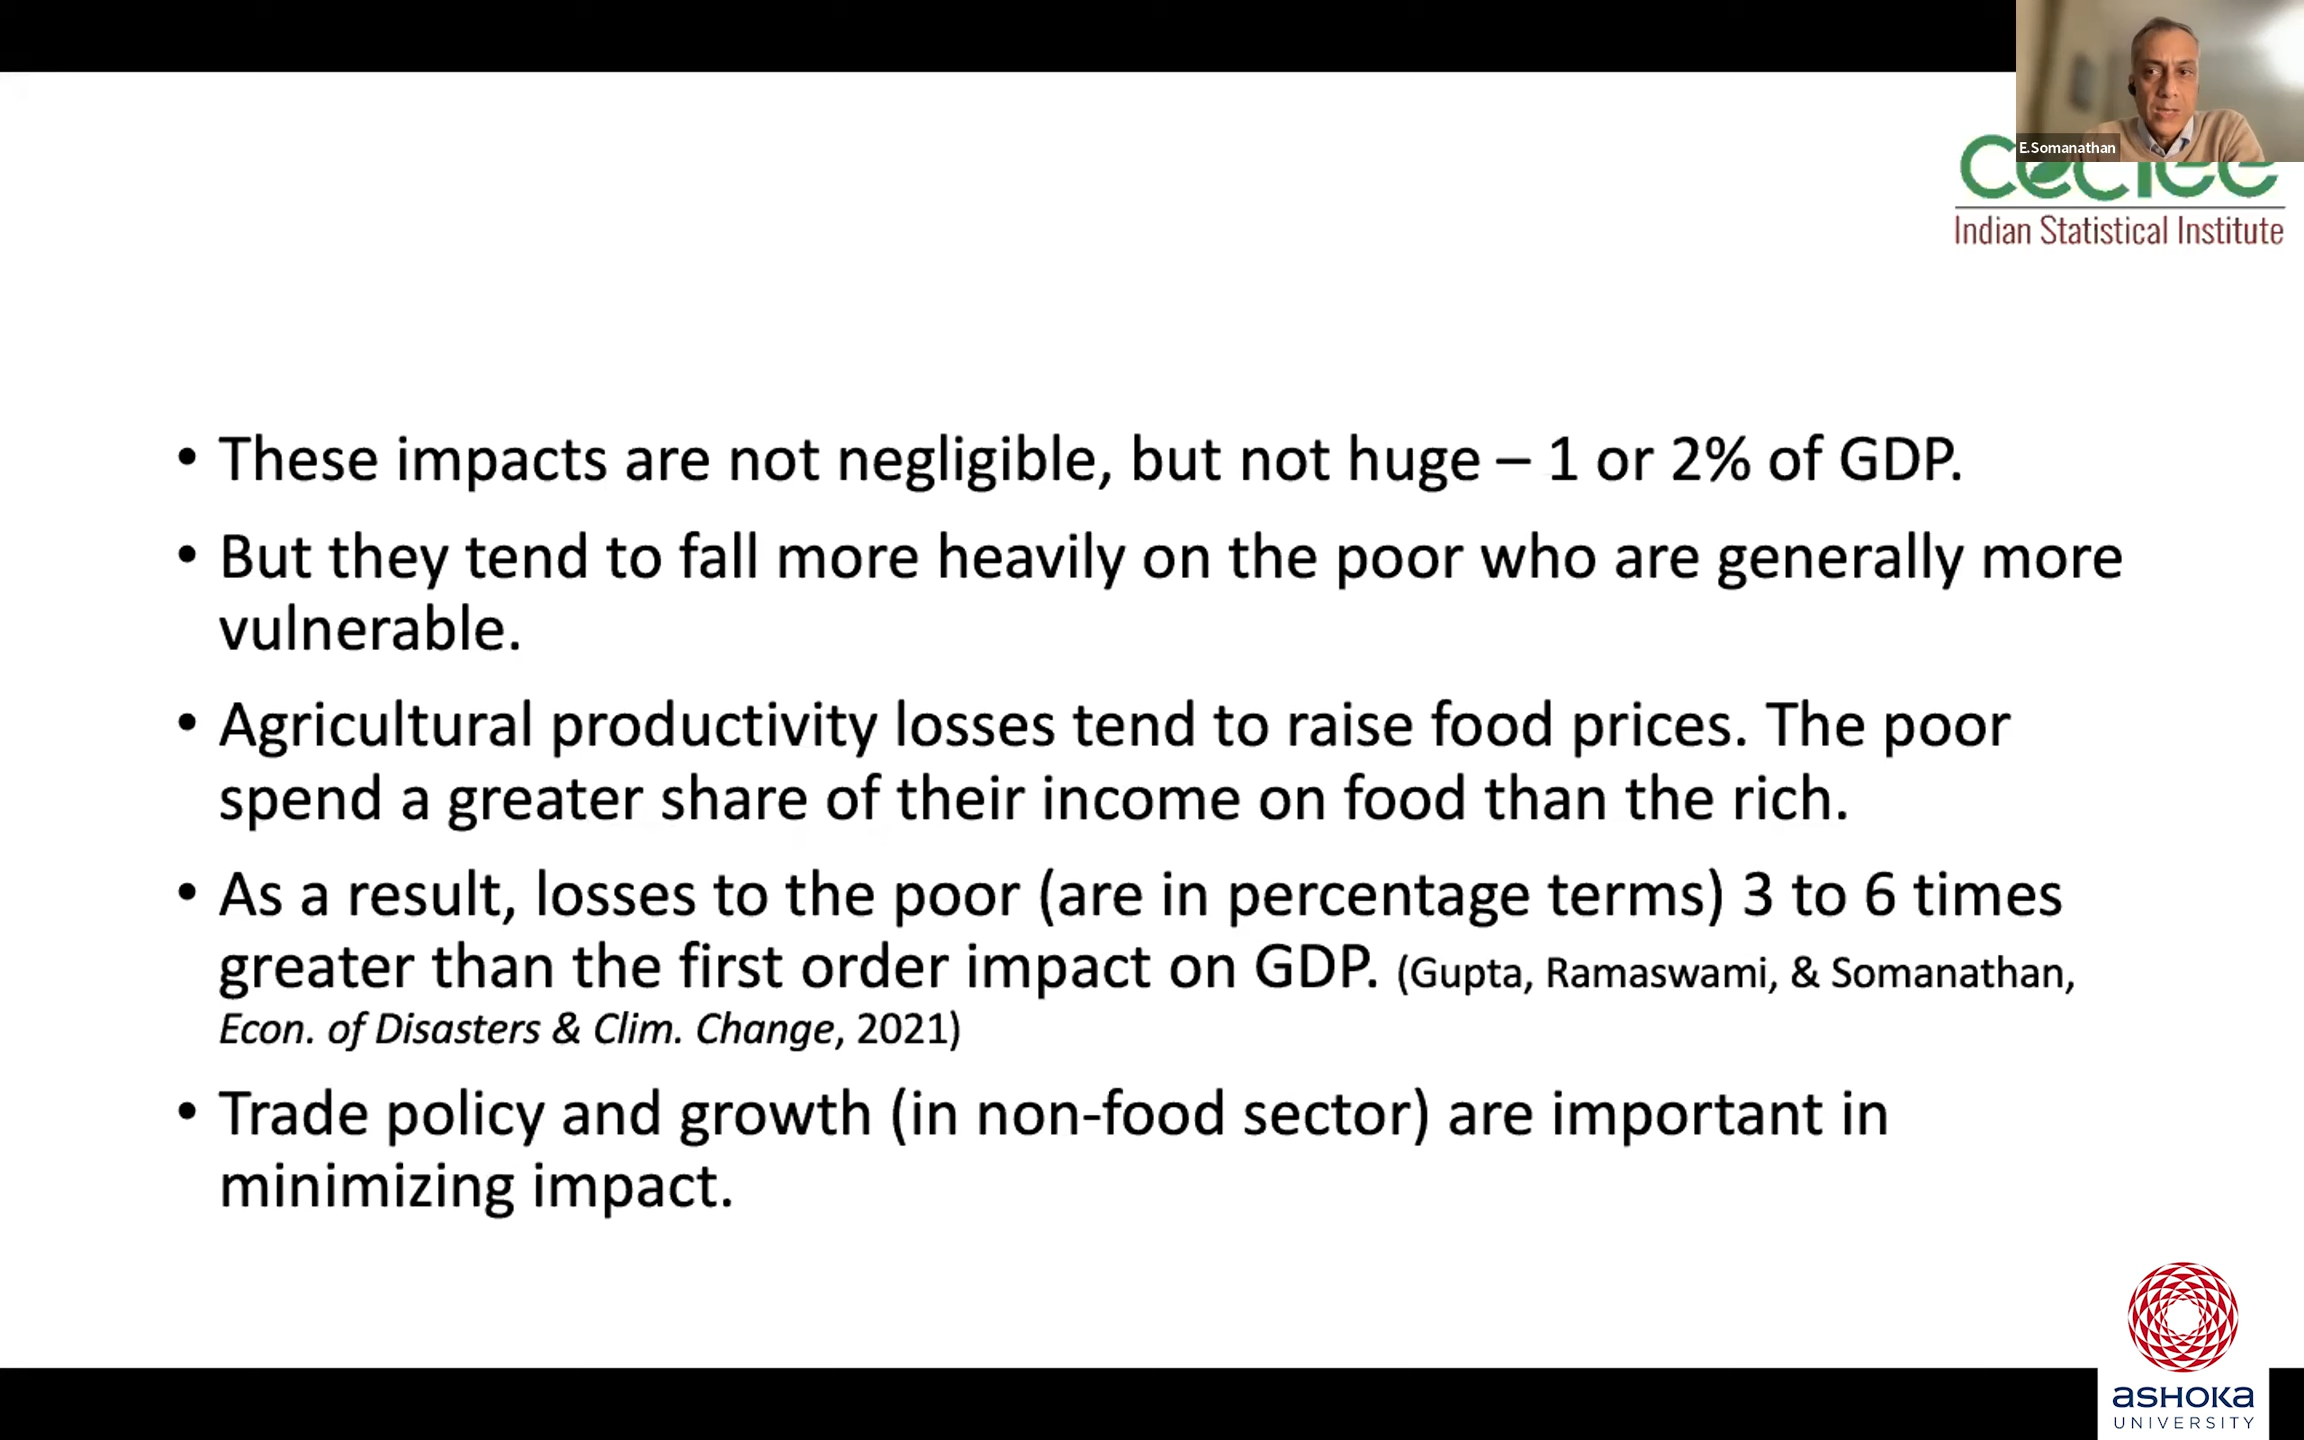 E.Somanathan
CECFEE
Indian Statistical Institute
• These impacts are not negligible, but not huge – 1 or 2% of GDP.
• But they tend to fall more heavily on the poor who are generally more
vulnerable.
• Agricultural productivity losses tend to raise food prices. The poor
spend a greater share of their income on food than the rich.
• As a result, losses to the poor (are in percentage terms) 3 to 6 times
greater than the first order impact on GDP. (Gupta, Ramaswami, & Somanathan,
Econ. of Disasters & Clim. Change, 2021)
• Trade policy and growth (in non-food sector) are important in
minimizing impact.
ASHOKA
UNIVERSITY